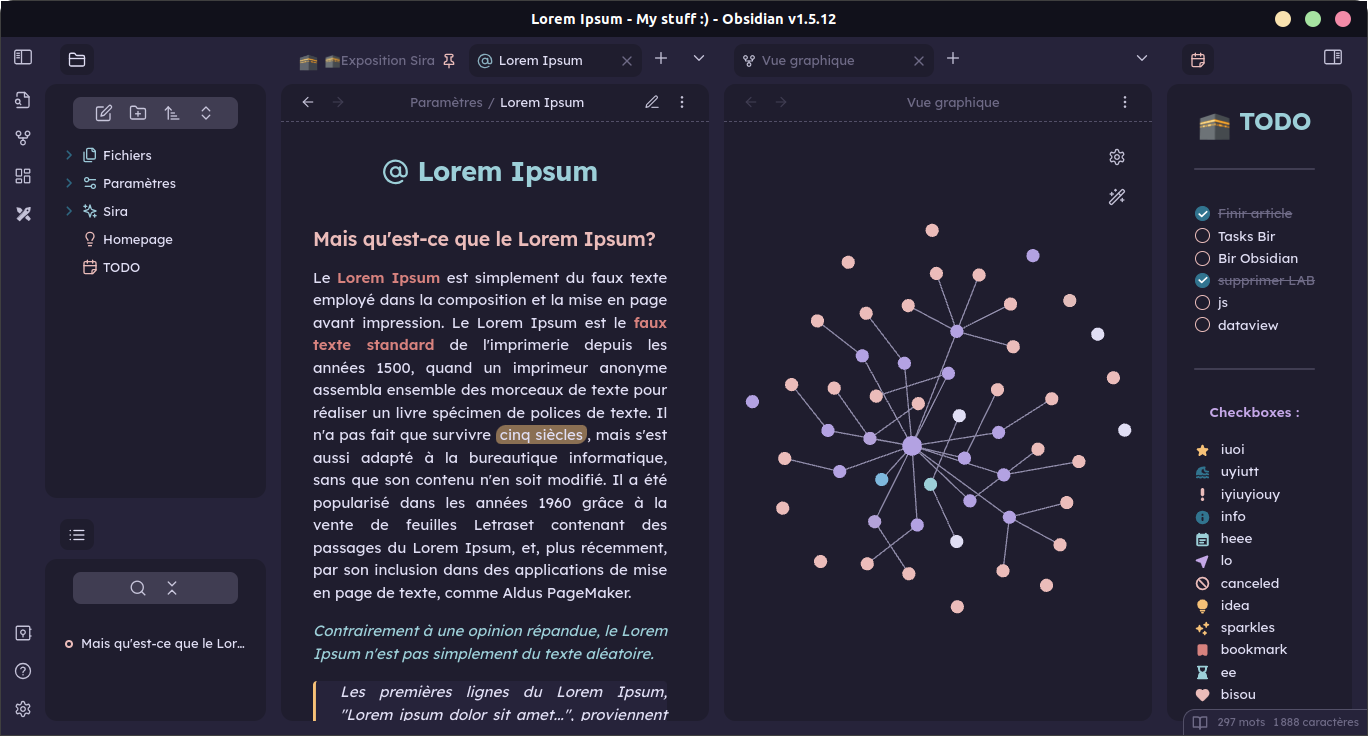 Lorem Ipsum - My stuff :) - Obsidian v1.5.12
Exposition Sira
Lorem Ipsum
Vue graphique
Fichiers
Paramètres
Sira
Homepage
TODO
Mais qu'est-ce que le Lor...
Paramètres / Lorem Ipsum
@ Lorem Ipsum
Mais qu'est-ce que le Lorem Ipsum?
Le Lorem Ipsum est simplement du faux texte
employé dans la composition et la mise en page
avant impression. Le Lorem Ipsum est le faux
texte standard de l'imprimerie depuis les
années 1500, quand un imprimeur anonyme
assembla ensemble des morceaux de texte pour
réaliser un livre spécimen de polices de texte. Il
n'a pas fait que survivre cinq siècles, mais s'est
aussi adapté à la bureautique informatique,
sans que son contenu n'en soit modifié. Il a été
popularisé dans les années 1960 grâce à la
vente de feuilles Letraset contenant des
passages du Lorem Ipsum, et, plus récemment,
par son inclusion dans des applications de mise
en page de texte, comme Aldus PageMaker.
Contrairement à une opinion répandue, le Lorem
Ipsum n'est pas simplement du texte aléatoire.
Les premières lignes du Lorem Ipsum,
"Lorem ipsum dolor sit amet...", proviennent
Vue graphique
TODO
Finir article
Tasks Bir
Bir Obsidian
supprimer LAB
js
dataview
Checkboxes :
iuoi
uyiutt
iyiuyiouy
info
heee
lo
canceled
idea
sparkles
bookmark
ee
bisou
297 mots 1 888 caractères